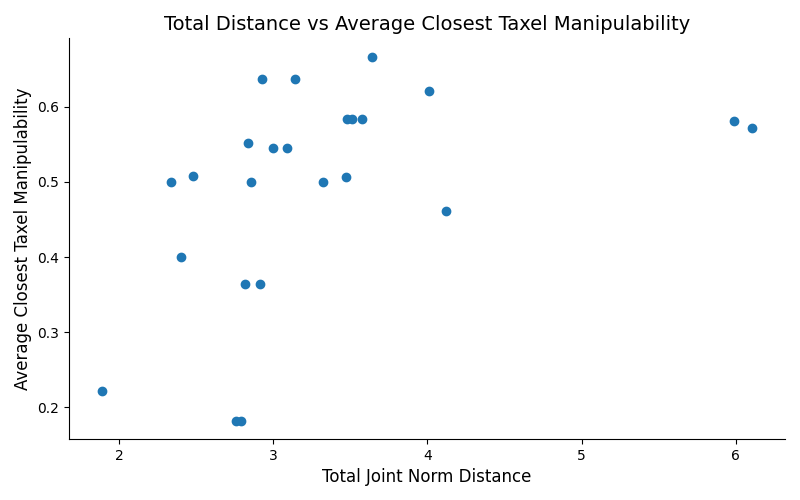 Total Distance vs Average Closest Taxel Manipulability
Average Closest Taxel Manipulability
0.6
0.5
0.4
0.3
0.2
2 3 4 5 6
Total Joint Norm Distance